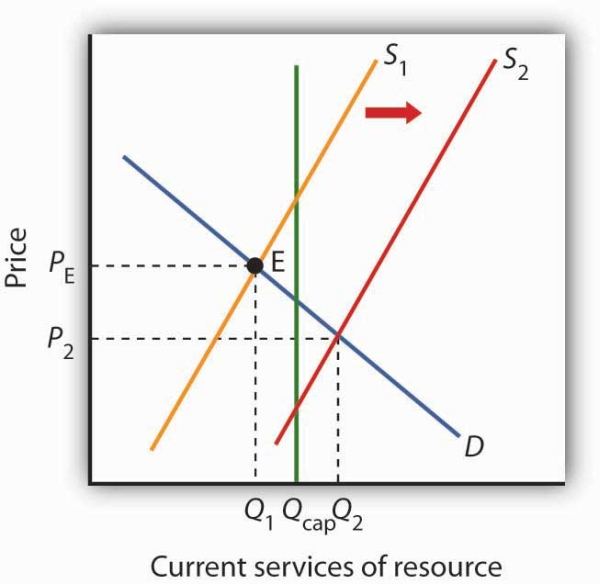 S1
S2
Price
PE
E
P2
D
Q1 Qcap Q2
Current services of resource